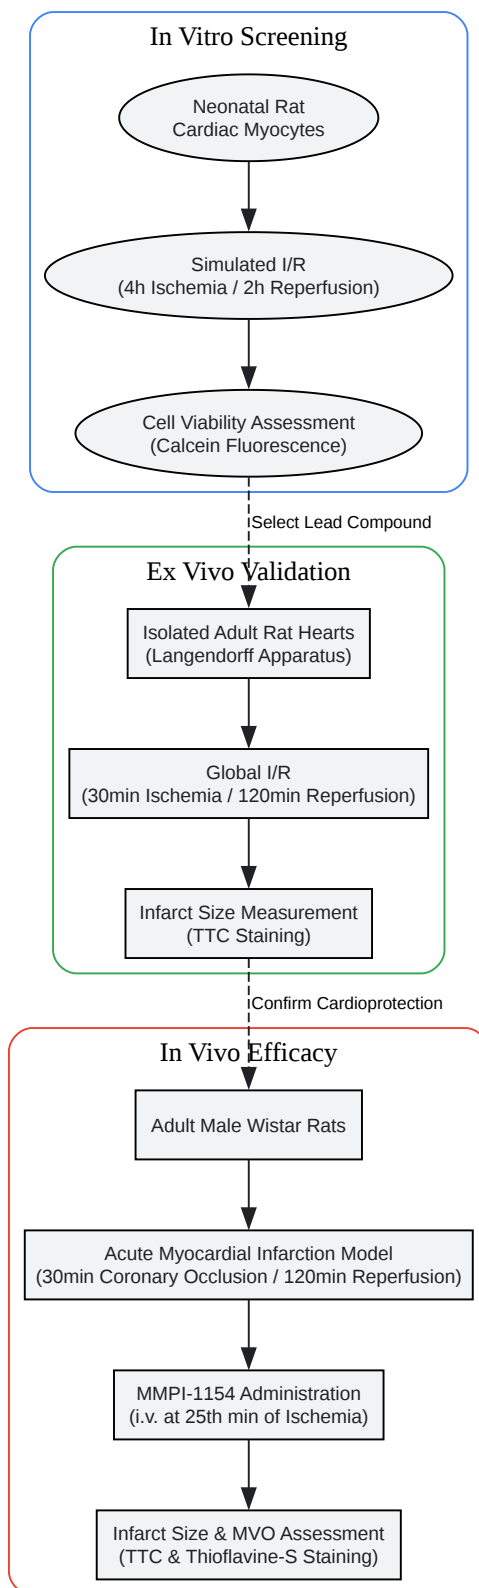 In Vitro Screening
Neonatal Rat
Cardiac Myocytes
Simulated I/R
(4h Ischemia / 2h Reperfusion)
Cell Viability Assessment
(Calcein Fluorescence)
Select Lead Compound
Ex Vivo Validation
Isolated Adult Rat Hearts
(Langendorff Apparatus)
Global I/R
(30min Ischemia / 120min Reperfusion)
Infarct Size Measurement
(TTC Staining)
Confirm Cardioprotection
In Vivo Efficacy
Adult Male Wistar Rats
Acute Myocardial Infarction Model
(30min Coronary Occlusion / 120min Reperfusion)
MMPI-1154 Administration
(i.v. at 25th min of Ischemia)
Infarct Size & MVO Assessment
(TTC & Thioflavine-S Staining)